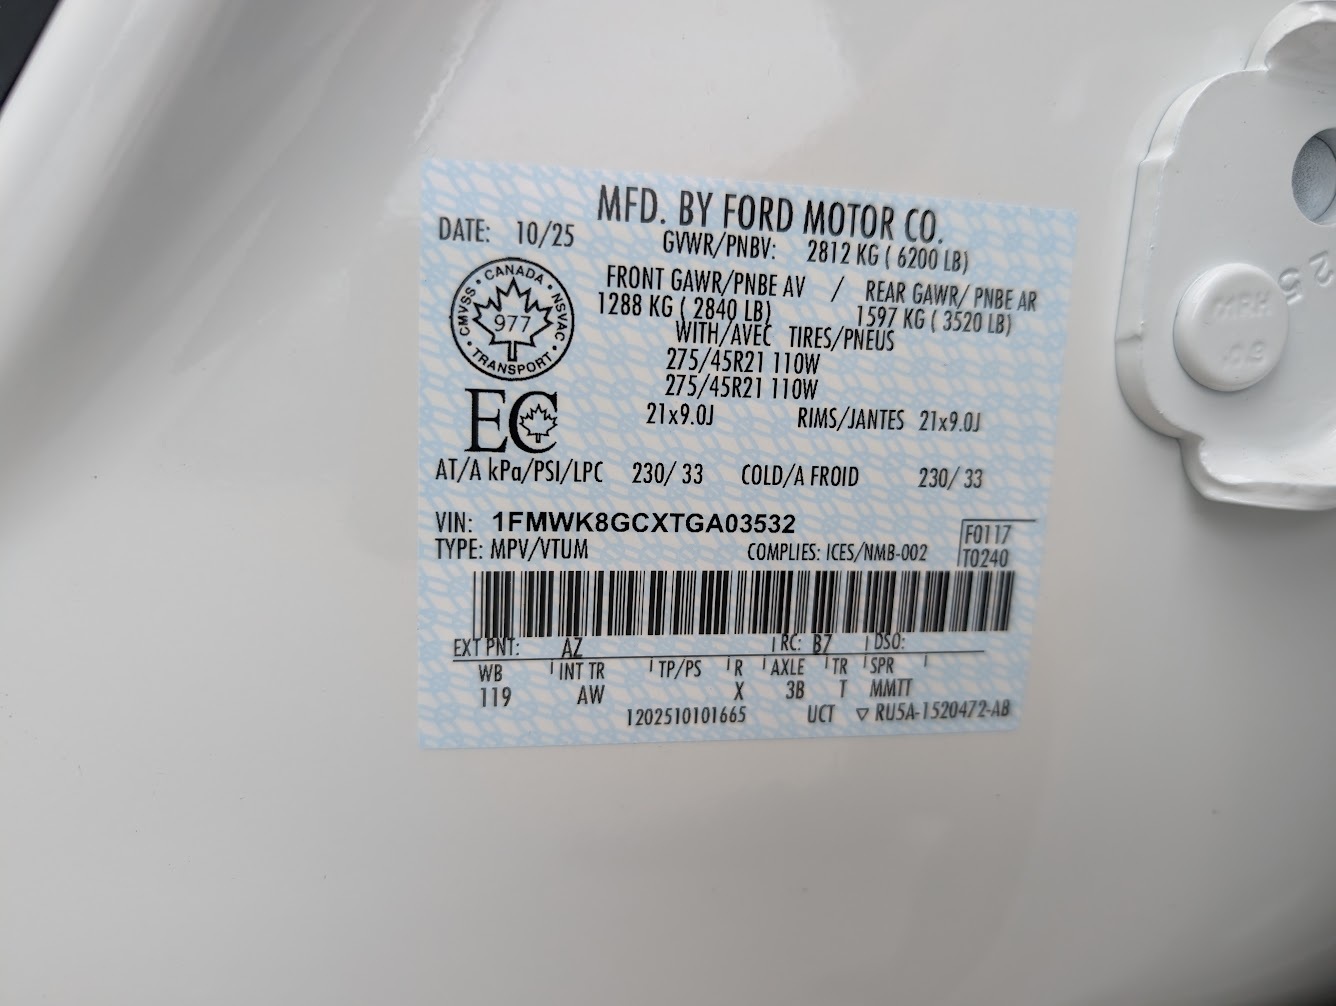 MFD. BY FORD MOTOR CO.
DATE: 10/25
GVWR/PNBV: 2812 KG ( 6200 LB)
FRONT GAWR/PNBE AV / REAR GAWR/ PNBE AR
1288 KG ( 2840 LB) 1597 KG ( 3520 LB)
WITH/AVEC TIRES/PNEUS
275/45R21 110W
275/45R21 110W
21x9.0J RIMS/JANTES 21x9.0J
CMVSS • CANADA • NSVAC • TRANSPORT •
977
EC
AT/A kPa/PSI/LPC 230/ 33 COLD/A FROID 230/ 33
VIN: 1FMWK8GCXTGA03532
TYPE: MPV/VTUM COMPLIES: ICES/NMB-002
F0117
T0240
EXT PNT: AZ RC: B7 DSO:
WB INT TR TP/PS R AXLE TR SPR
119 AW X 3B T MMTT
1202510101665 UCT ▽ RU5A-1520472-AB